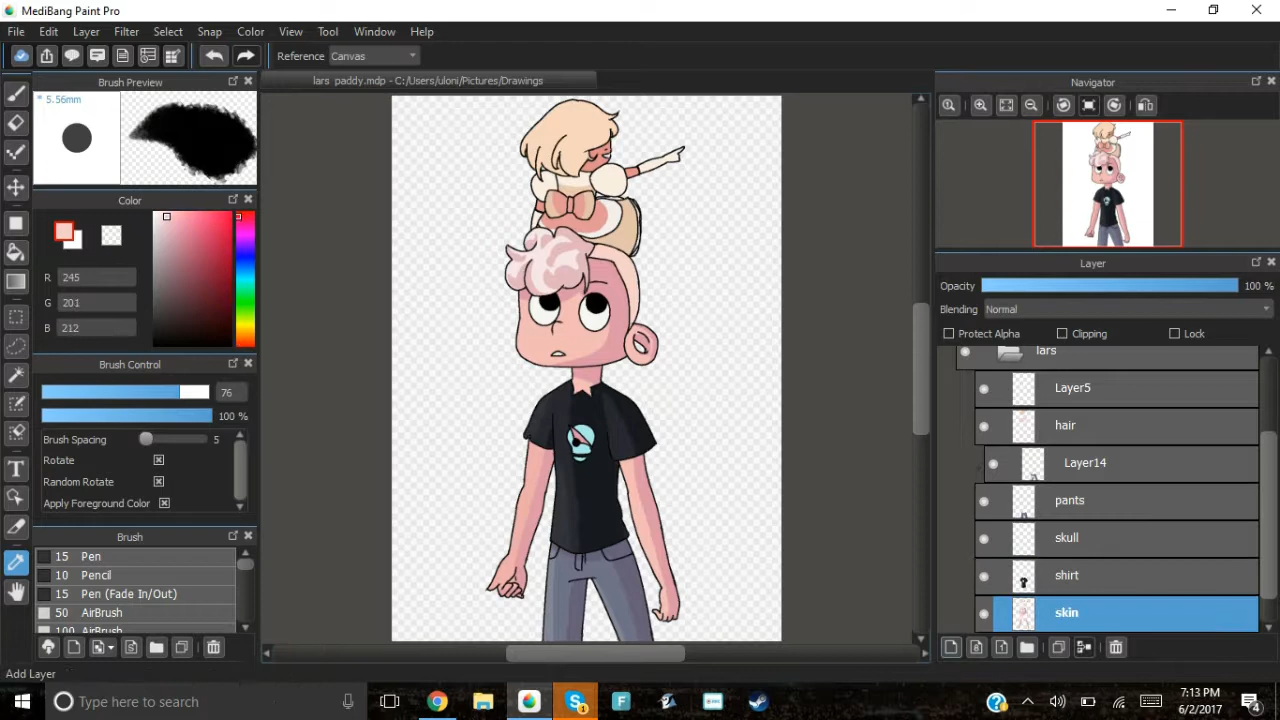 MediBang Paint Pro
File Edit Layer Filter Select Snap Color View Tool Window Help
Reference Canvas
Brush Preview
* 5.56mm
lars paddy.mdp - C:/Users/uloni/Pictures/Drawings
Navigator
Color
R 245
G 201
B 212
Brush Control
76
100 %
Brush Spacing 5
Rotate
Random Rotate
Apply Foreground Color
Brush
15 Pen
10 Pencil
15 Pen (Fade In/Out)
50 AirBrush
100 AirBrush
Layer
Opacity 100 %
Blending Normal
Protect Alpha Clipping Lock
lars
Layer5
hair
Layer14
pants
skull
shirt
skin
Add Layer
Type here to search
7:13 PM
6/2/2017